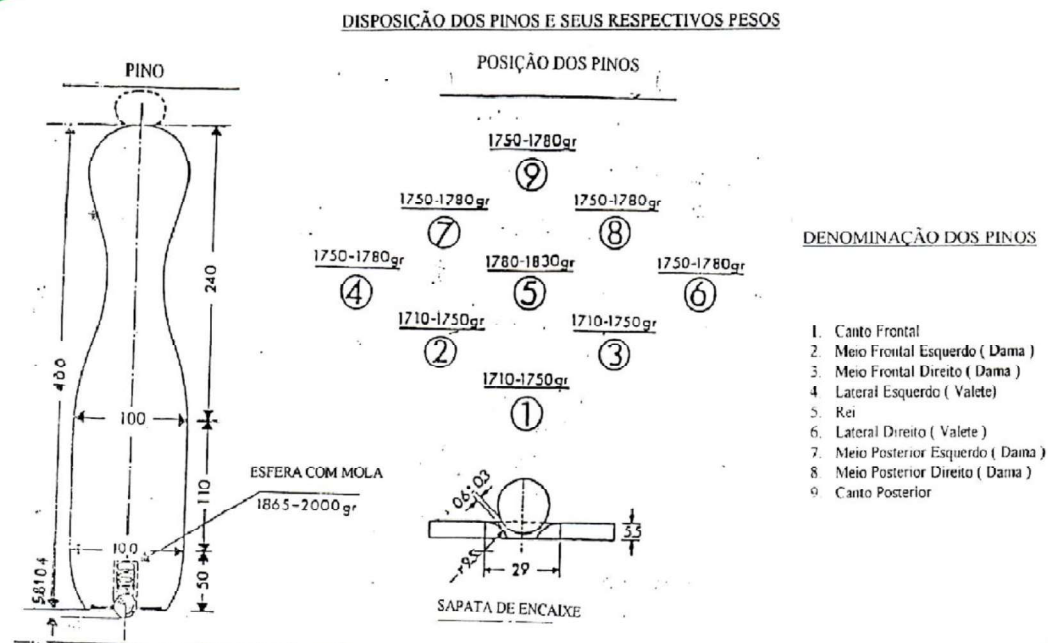 DISPOSIÇÃO DOS PINOS E SEUS RESPECTIVOS PESOS
PINO
POSIÇÃO DOS PINOS
1750-1780gr
9
1750-1780gr
1750-1780gr
7
8
1750-1780gr
1780-1830gr
1750-1780gr
4
5
6
1710-1750gr
1710-1750gr
2
3
1710-1750gr
1
400
240
100
110
100
50
ESFERA COM MOLA
1865-2000gr
29
SAPATA DE ENCAIXE
DENOMINAÇÃO DOS PINOS
1. Canto Frontal
2. Meio Frontal Esquerdo ( Dama )
3. Meio Frontal Direito ( Dama )
4. Lateral Esquerdo ( Valete)
5. Rei
6. Lateral Direito ( Valete )
7. Meio Posterior Esquerdo ( Dama )
8. Meio Posterior Direito ( Dama )
9. Canto Posterior